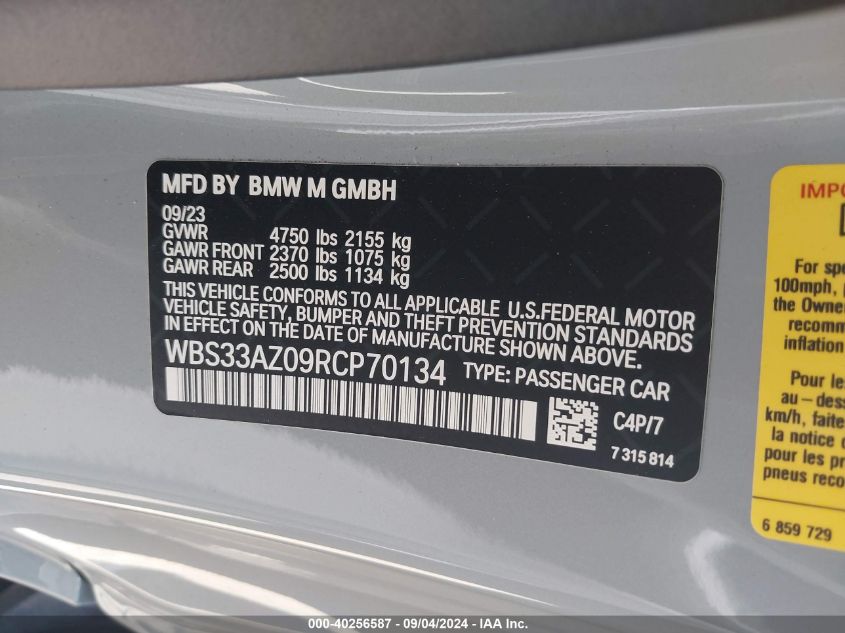 MFD BY BMW M GMBH
09/23
GVWR 4750 lbs 2155 kg
GAWR FRONT 2370 lbs 1075 kg
GAWR REAR 2500 lbs 1134 kg
THIS VEHICLE CONFORMS TO ALL APPLICABLE U.S.FEDERAL MOTOR
VEHICLE SAFETY, BUMPER AND THEFT PREVENTION STANDARDS
IN EFFECT ON THE DATE OF MANUFACTURE SHOWN ABOVE.
WBS33AZ09RCP70134 TYPE: PASSENGER CAR
C4P/7
7 315 814
IMPO
For spe
100mph,
the Owner
recomm
inflation
Pour le
au-dess
km/h, faite
la notice
pour les pr
pneus reco
6 859 729
000-40256587 - 09/04/2024 - IAA Inc.